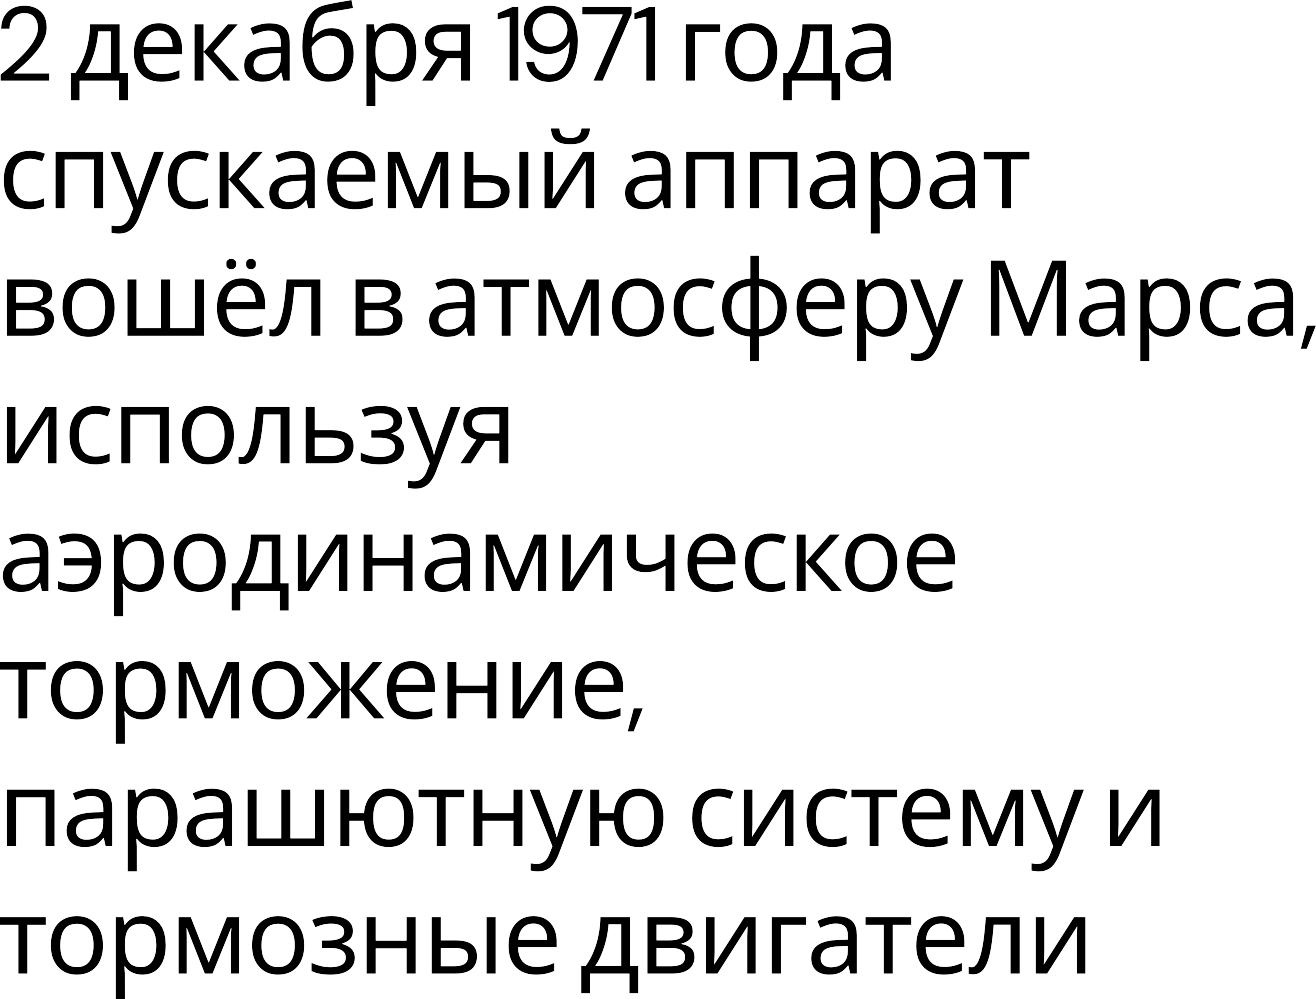 2 декабря 1971 года
спускаемый аппарат
вошёл в атмосферу Марса,
используя
аэродинамическое
торможение,
парашютную систему и
тормозные двигатели